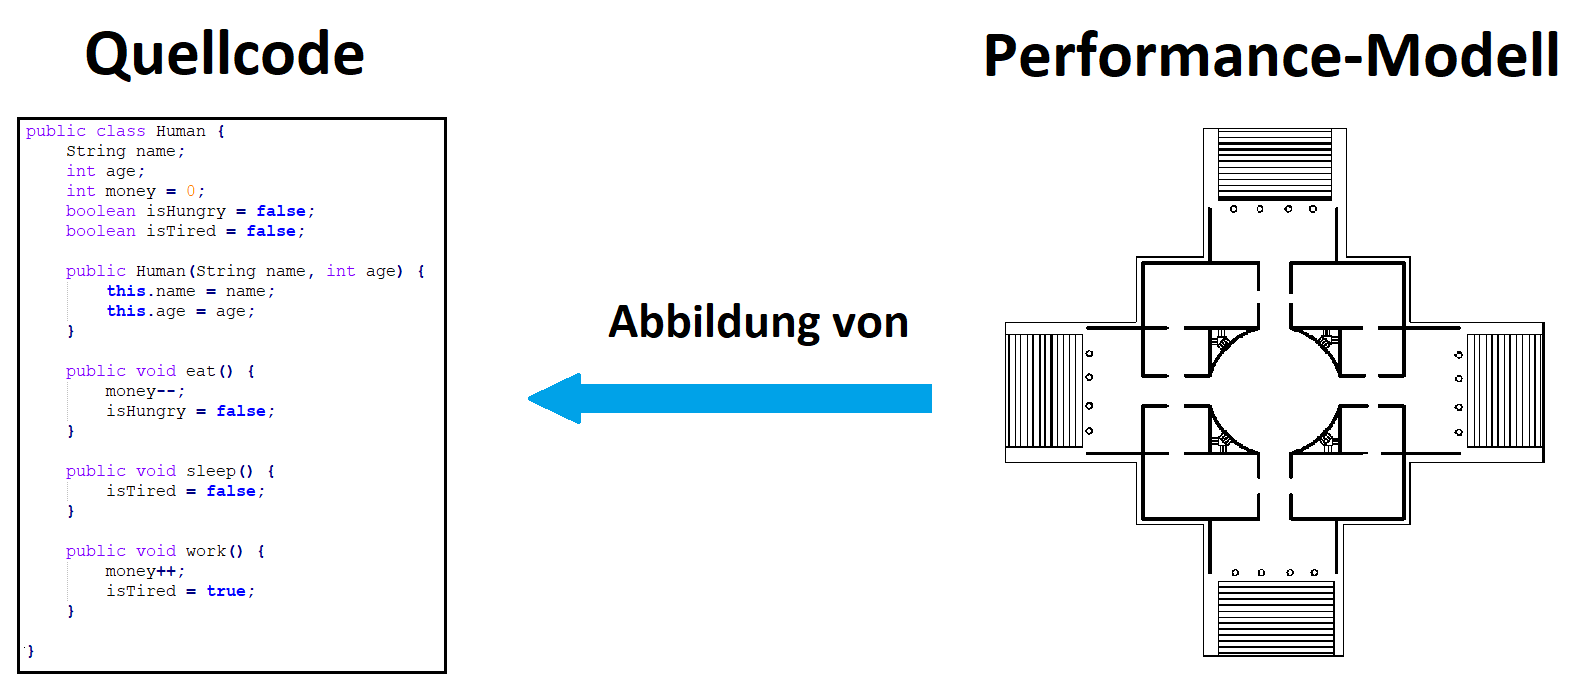 Quellcode
Performance-Modell
public class Human {
    String name;
    int age;
    int money = 0;
    boolean isHungry = false;
    boolean isTired = false;

    public Human(String name, int age) {
        this.name = name;
        this.age = age;
    }

    public void eat() {
        money--;
        isHungry = false;
    }

    public void sleep() {
        isTired = false;
    }

    public void work() {
        money++;
        isTired = true;
    }

}
Abbildung von